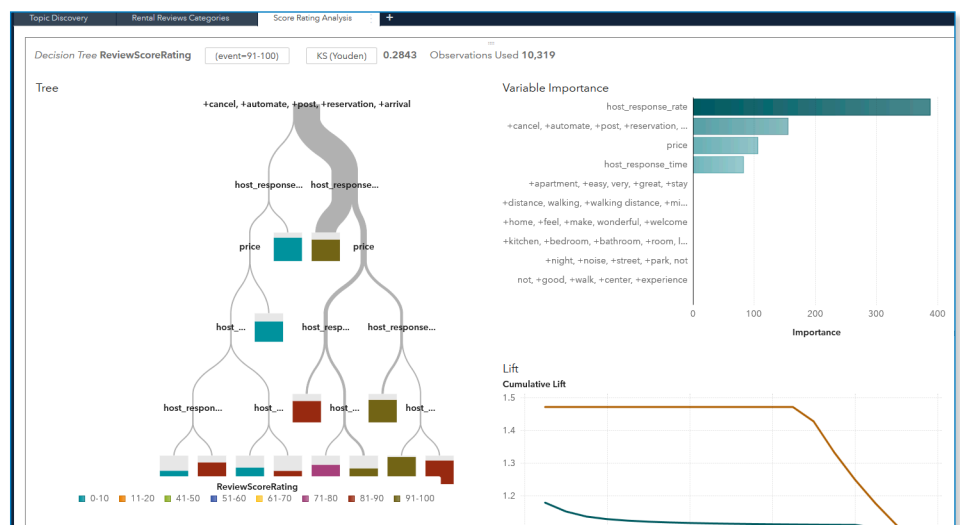 Topic Discovery
Rental Reviews Categories
Score Rating Analysis
+
Decision Tree ReviewScoreRating (event=91-100) KS (Youden) 0.2843 Observations Used 10,319
Tree
+cancel, +automate, +post, +reservation, +arrival
host_response... host_response...
price price
host_... host_resp... host_response...
host_respon... host_... host_... host_...
ReviewScoreRating
0-10 11-20 41-50 51-60 61-70 71-80 81-90 91-100
Variable Importance
host_response_rate
+cancel, +automate, +post, +reservation, ...
price
host_response_time
+apartment, +easy, very, +great, +stay
+distance, walking, +walking distance, +mi...
+home, +feel, +make, wonderful, +welcome
+kitchen, +bedroom, +bathroom, +room, l...
+night, +noise, +street, +park, not
not, +good, +walk, +center, +experience
0 100 200 300 400
Importance
Lift
Cumulative Lift
1.5
1.4
1.3
1.2